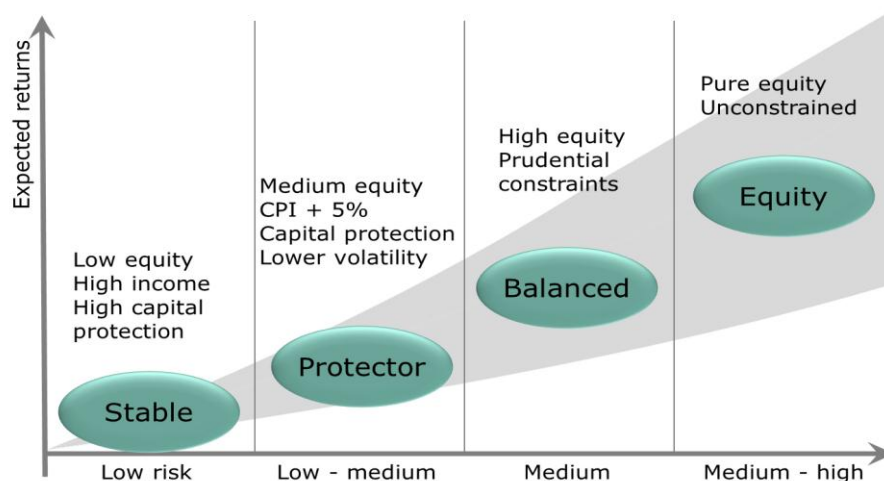 Expected returns
Low equity
High income
High capital
protection
Stable
Medium equity
CPI + 5%
Capital protection
Lower volatility
Protector
High equity
Prudential
constraints
Balanced
Pure equity
Unconstrained
Equity
Low risk
Low - medium
Medium
Medium - high